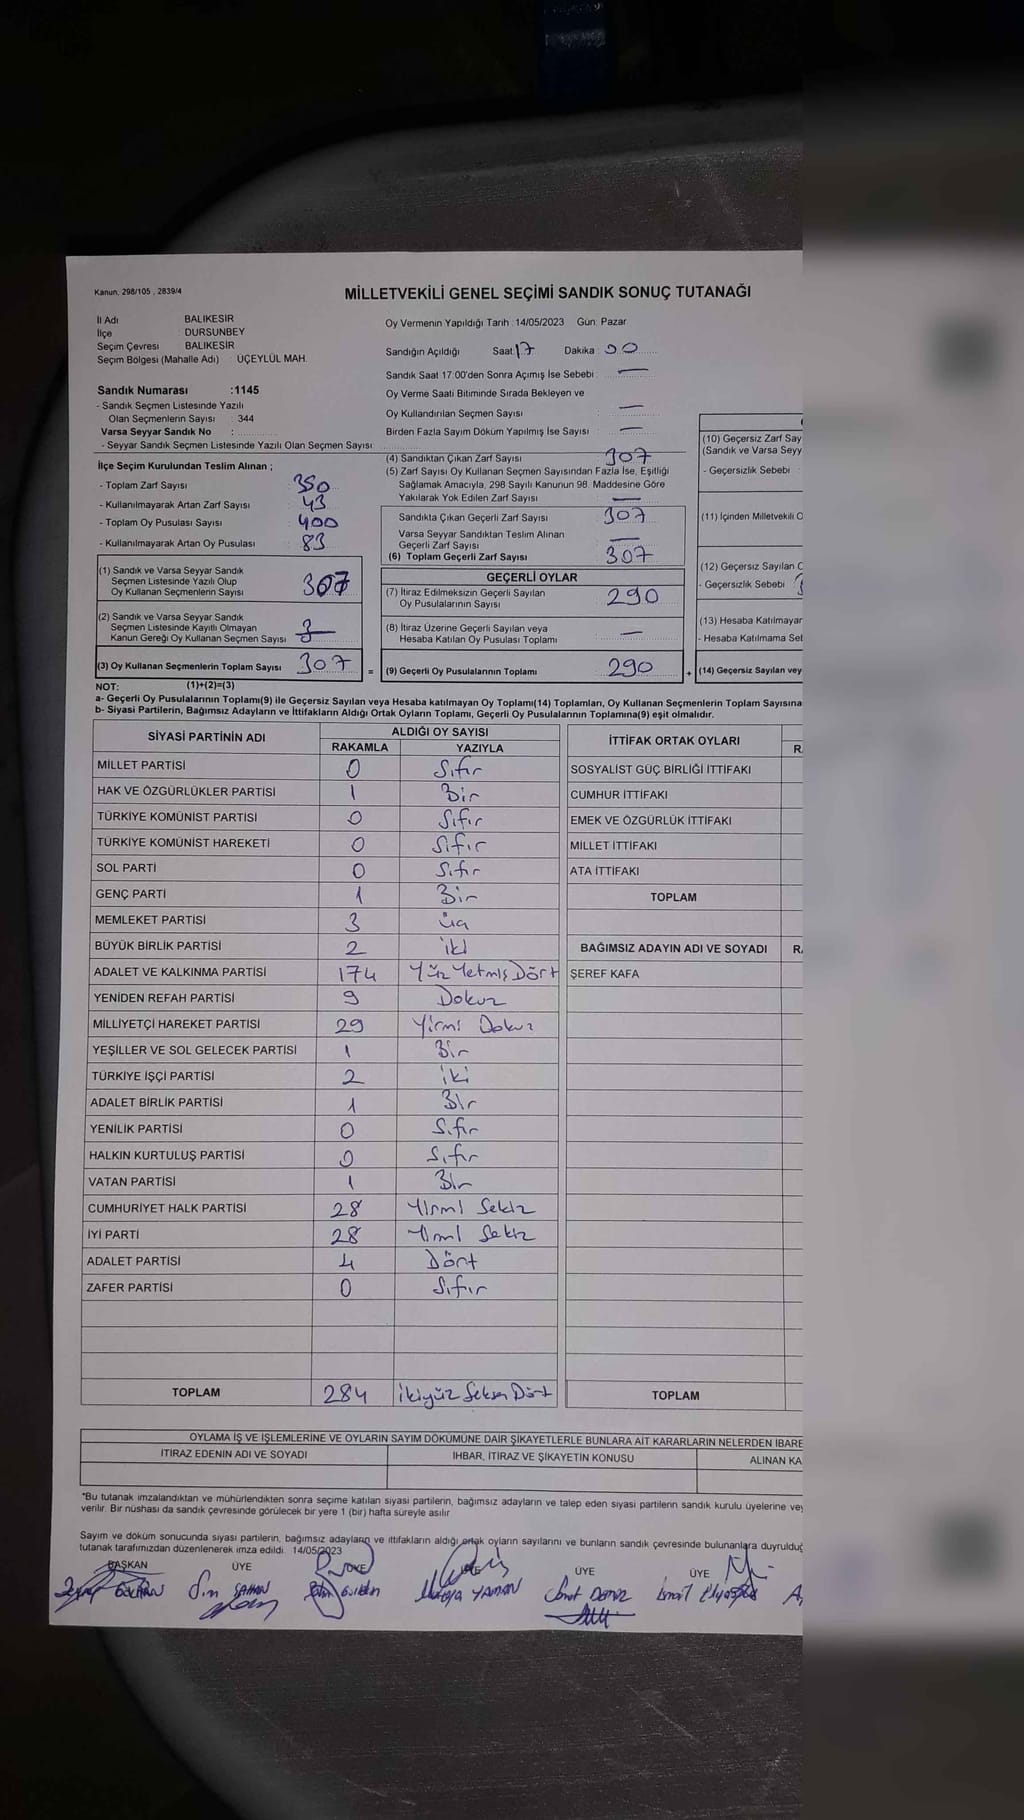 Kanun, 298/105 , 2839/4
MİLLETVEKİLİ GENEL SEÇİMİ SANDIK SONUÇ TUTANAĞI
İl Adı BALIKESİR
İlçe : DURSUNBEY
Seçim Çevresi BALIKESİR
Seçim Bölgesi (Mahalle Adı) : ÜÇEYLÜL MAH.
Oy Vermenin Yapıldığı Tarih :14/05/2023 Gün: Pazar
Sandığın Açıldığı Saat: 17 Dakika : 00
Sandık Saat 17:00'den Sonra Açımış İse Sebebi : —
Sandık Numarası :1145
- Sandık Seçmen Listesinde Yazılı
Olan Seçmenlerin Sayısı : 344
Varsa Seyyar Sandık No :
- Seyyar Sandık Seçmen Listesinde Yazılı Olan Seçmen Sayısı:
Oy Verme Saati Bitiminde Sırada Bekleyen ve
Oy Kullandırılan Seçmen Sayısı : —
Birden Fazla Sayım Döküm Yapılmış İse Sayısı : —
İlçe Seçim Kurulundan Teslim Alınan ;
- Toplam Zarf Sayısı : 350
- Kullanılmayarak Artan Zarf Sayısı : 43
- Toplam Oy Pusulası Sayısı : 400
- Kullanılmayarak Artan Oy Pusulası : 83
(4) Sandıktan Çıkan Zarf Sayısı : 307
(5) Zarf Sayısı Oy Kullanan Seçmen Sayısından Fazla İse, Eşitliği
Sağlamak Amacıyla, 298 Sayılı Kanunun 98. Maddesine Göre
Yakılarak Yok Edilen Zarf Sayısı : —
Sandıkta Çıkan Geçerli Zarf Sayısı : 307
Varsa Seyyar Sandıktan Teslim Alınan
Geçerli Zarf Sayısı : —
(6) Toplam Geçerli Zarf Sayısı : 307
(1) Sandık ve Varsa Seyyar Sandık
Seçmen Listesinde Yazılı Olup
Oy Kullanan Seçmenlerin Sayısı 307
(2) Sandık ve Varsa Seyyar Sandık
Seçmen Listesinde Kayıtlı Olmayan
Kanun Gereği Oy Kullanan Seçmen Sayısı
(3) Oy Kullanan Seçmenlerin Toplam Sayısı 307 =
GEÇERLİ OYLAR
(7) İtiraz Edilmeksizin Geçerli Sayılan
Oy Pusulalarının Sayısı : 290
(8) İtiraz Üzerine Geçerli Sayılan veya
Hesaba Katılan Oy Pusulası Toplamı : —
(9) Geçerli Oy Pusulalarının Toplamı 290 +
(10) Geçersiz Zarf Say
(Sandık ve Varsa Seyy
- Geçersizlik Sebebi :
(11) İçinden Milletvekili
(12) Geçersiz Sayılan
- Geçersizlik Sebebi :
(13) Hesaba Katılmayar
- Hesaba Katılmama Sel
(14) Geçersiz Sayılan vey
NOT: (1)+(2)=(3)
a- Geçerli Oy Pusulalarının Toplamı(9) ile Geçersiz Sayılan veya Hesaba katılmayan Oy Toplamı(14) Toplamları, Oy Kullanan Seçmenlerin Toplam Sayısına
b- Siyasi Partilerin, Bağımsız Adayların ve İttifakların Aldığı Ortak Oyların Toplamı, Geçerli Oy Pusulalarının Toplamına(9) eşit olmalıdır.
SİYASİ PARTİNİN ADI
ALDIĞI OY SAYISI
RAKAMLA YAZIYLA
MİLLET PARTİSİ 0 Sıfır
HAK VE ÖZGÜRLÜKLER PARTİSİ 1 Bir
TÜRKİYE KOMÜNİST PARTİSİ 0 Sıfır
TÜRKİYE KOMÜNİST HAREKETİ 0 Sıfır
SOL PARTİ 0 Sıfır
GENÇ PARTİ 1 Bir
MEMLEKET PARTİSİ 3 üç
BÜYÜK BİRLİK PARTİSİ 2 iki
ADALET VE KALKINMA PARTİSİ 174 Yüz Yetmiş Dört
YENİDEN REFAH PARTİSİ 9 Dokuz
MİLLİYETÇİ HAREKET PARTİSİ 29 Yirmi Dokuz
YEŞİLLER VE SOL GELECEK PARTİSİ 1 Bir
TÜRKİYE İŞÇİ PARTİSİ 2 iki
ADALET BİRLİK PARTİSİ 1 Bir
YENİLİK PARTİSİ 0 Sıfır
HALKIN KURTULUŞ PARTİSİ 0 Sıfır
VATAN PARTİSİ 1 Bir
CUMHURİYET HALK PARTİSİ 28 Yirmi Sekiz
İYİ PARTİ 28 Yirmi Sekiz
ADALET PARTİSİ 4 Dört
ZAFER PARTİSİ 0 Sıfır
TOPLAM 284 İkiyüz Seksen Dört
İTTİFAK ORTAK OYLARI
R.
SOSYALİST GÜÇ BİRLİĞİ İTTİFAKI
CUMHUR İTTİFAKI
EMEK VE ÖZGÜRLÜK İTTİFAKI
MİLLET İTTİFAKI
ATA İTTİFAKI
TOPLAM
BAĞIMSIZ ADAYIN ADI VE SOYADI R.
ŞEREF KAFA
TOPLAM
OYLAMA İŞ VE İŞLEMLERİNE VE OYLARIN SAYIM DÖKÜMÜNE DAİR ŞİKAYETLERLE BUNLARA AİT KARARLARIN NELERDEN İBARE
İTİRAZ EDENİN ADI VE SOYADI İHBAR, İTİRAZ VE ŞİKAYETİN KONUSU ALINAN KA
*Bu tutanak imzalandıktan ve mühürlendikten sonra seçime katılan siyasi partilerin, bağımsız adayların ve talep eden siyasi partilerin sandık kurulu üyelerine ve
verilir. Bir nüshası da sandık çevresinde görülecek bir yere 1 (bir) hafta süreyle asılır
Sayım ve döküm sonucunda siyasi partilerin, bağımsız adayların ve ittifakların aldığı ortak oyların sayılarını ve bunların sandık çevresinde bulunanlara duyrulduğ
tutanak tarafımızdan düzenlenerek imza edildi. 14/05/2023
BAŞKAN ÜYE ÜYE ÜYE ÜYE ÜYE
ŞAHAN YAMAN